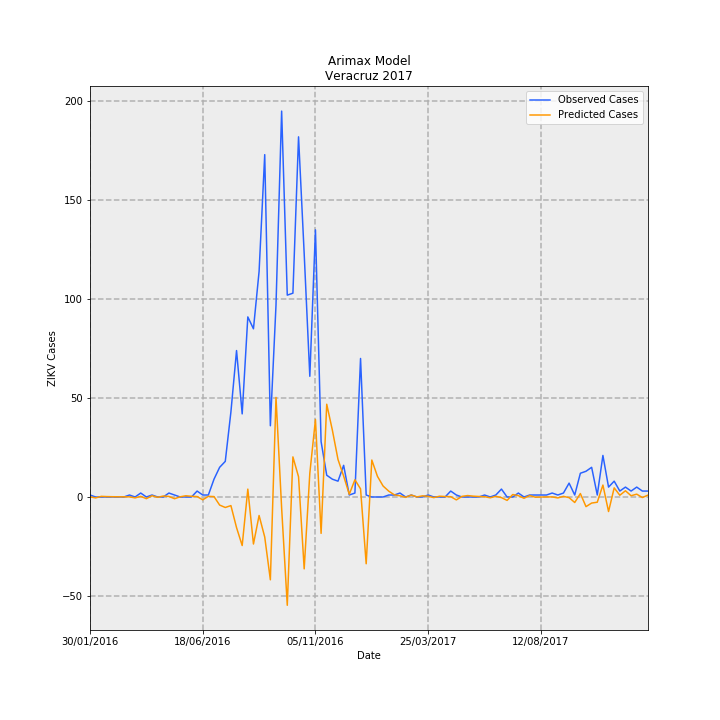 Arimax Model
Veracruz 2017
Observed Cases
Predicted Cases
200
150
100
50
0
−50
ZIKV Cases
30/01/2016 18/06/2016 05/11/2016 25/03/2017 12/08/2017
Date